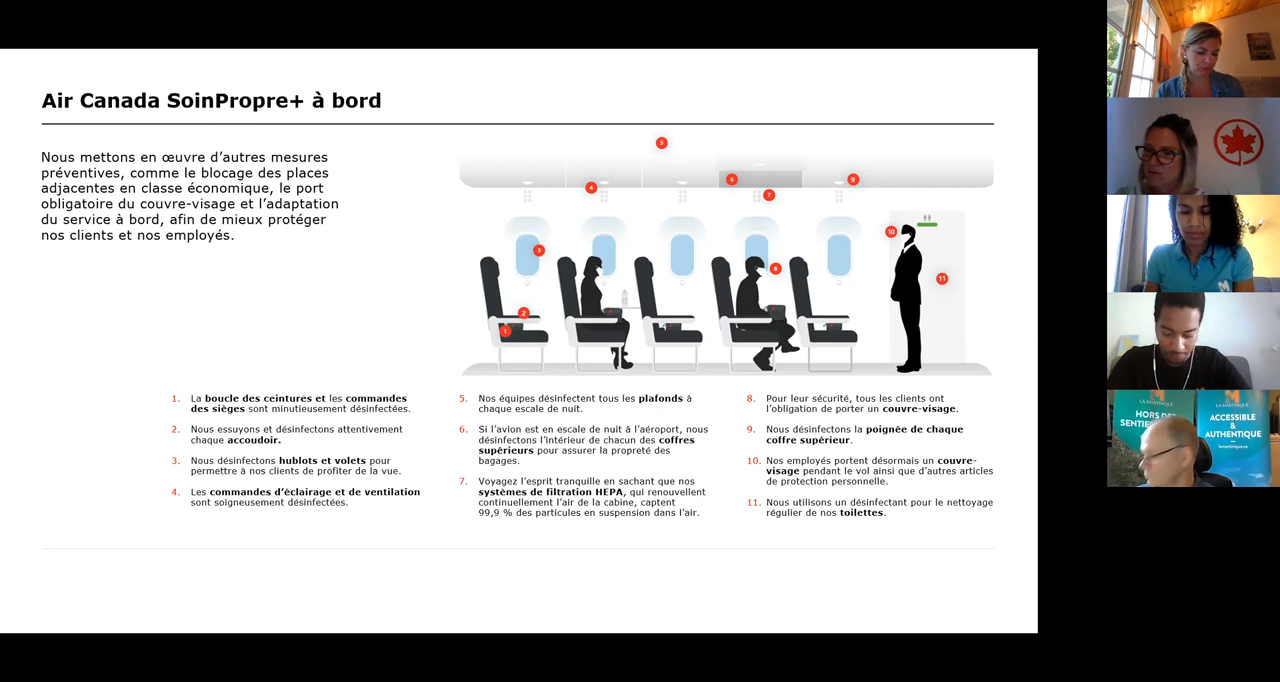 Air Canada SoinPropre+ à bord
Nous mettons en œuvre d’autres mesures
préventives, comme le blocage des places
adjacentes en classe économique, le port
obligatoire du couvre-visage et l’adaptation
du service à bord, afin de mieux protéger
nos clients et nos employés.
5
4
6
9
7
10
3
8
11
2
1
1. La boucle des ceintures et les commandes
des sièges sont minutieusement désinfectées.
2. Nous essuyons et désinfectons attentivement
chaque accoudoir.
3. Nous désinfectons hublots et volets pour
permettre à nos clients de profiter de la vue.
4. Les commandes d’éclairage et de ventilation
sont soigneusement désinfectées.
5. Nos équipes désinfectent tous les plafonds à
chaque escale de nuit.
6. Si l’avion est en escale de nuit à l’aéroport, nous
désinfectons l’intérieur de chacun des coffres
supérieurs pour assurer la propreté des
bagages.
7. Voyagez l’esprit tranquille en sachant que nos
systèmes de filtration HEPA, qui renouvellent
continuellement l’air de la cabine, captent
99,9 % des particules en suspension dans l’air.
8. Pour leur sécurité, tous les clients ont
l’obligation de porter un couvre-visage.
9. Nous désinfectons la poignée de chaque
coffre supérieur.
10. Nos employés portent désormais un couvre-
visage pendant le vol ainsi que d’autres articles
de protection personnelle.
11. Nous utilisons un désinfectant pour le nettoyage
régulier de nos toilettes.
LA MARTINIQUE
HORS DE
SENTIE
LA MARTINIQUE
ACCESSIBLE
&
AUTHENTIQUE
lamartinique.ca